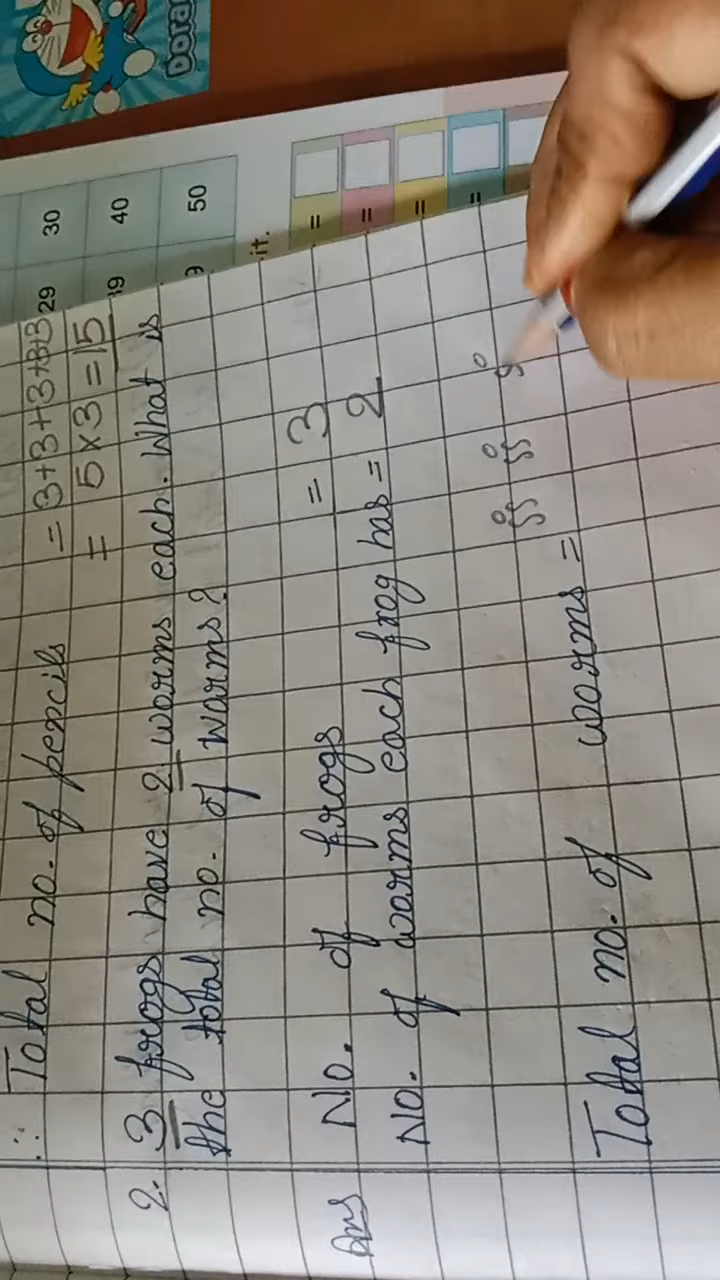 Dora
29 30
39 40
9 50
it.
=
=
=
=
∴ Total no. of pencils = 3+3+3+3+3
= 5×3 = 15
2. 3 frogs have 2 worms each. What is
the total no. of worms?
Ans No. of frogs = 3
No. of worms each frog has = 2
Total no. of worms =